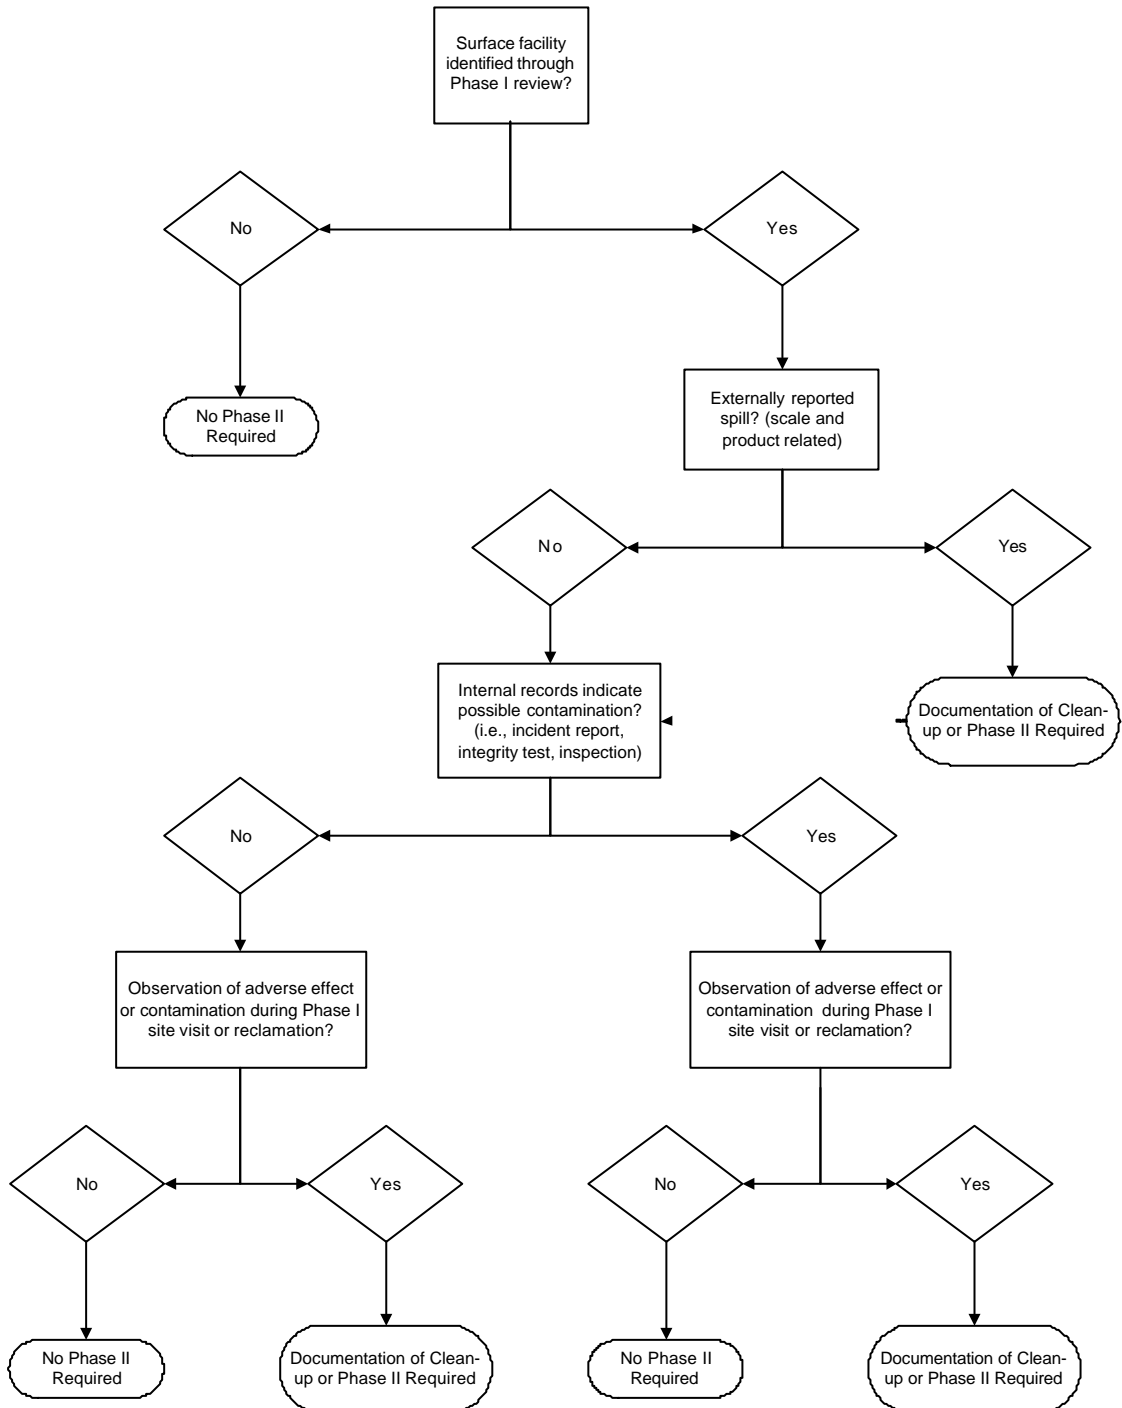 Surface facility
identified through
Phase I review?
No
Yes
No Phase II
Required
Externally reported
spill? (scale and
product related)
No
Yes
Internal records indicate
possible contamination?
(i.e., incident report,
integrity test, inspection)
Documentation of Clean-
up or Phase II Required
No
Yes
Observation of adverse effect
or contamination during Phase I
site visit or reclamation?
Observation of adverse effect or
contamination during Phase I
site visit or reclamation?
No
Yes
No
Yes
No Phase II
Required
Documentation of Clean-
up or Phase II Required
No Phase II
Required
Documentation of Clean-
up or Phase II Required